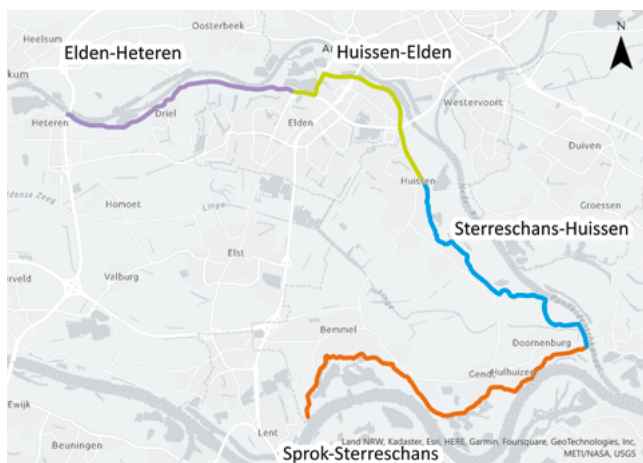 Oosterbeek
Heelsum
Elden-Heteren
Huissen-Elden
N
kum
Westervoort
Heteren
Driel
Elden
Duiven
Huissen
Homoet
Linge
Groessen
Sterreschans-Huissen
Elst
Valburg
Linge
Bemmel
Doornenburg
Gendt
Hulhuizen
Ewijk
Lent
Beuningen
Land NRW, Kadaster, Esri, HERE, Garmin, Foursquare, GeoTechnologies, Inc,
METI/NASA, USGS
Sprok-Sterreschans